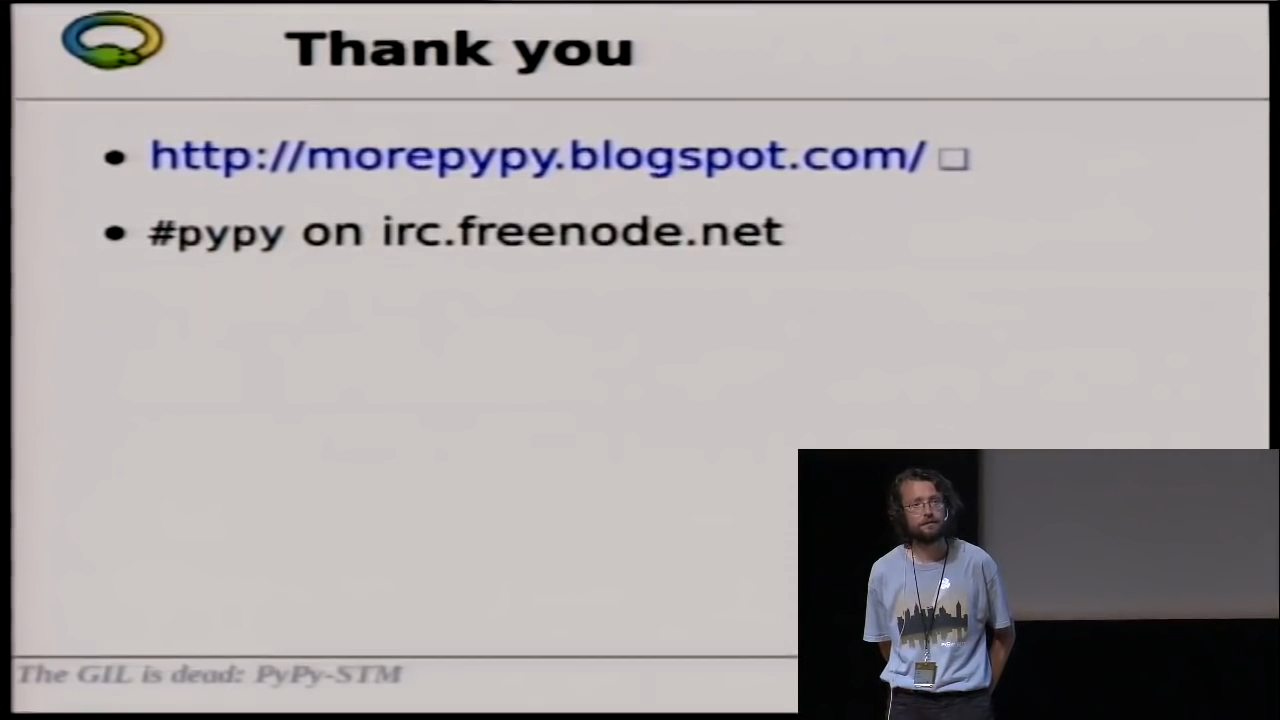 Thank you
• http://morepypy.blogspot.com/
• #pypy on irc.freenode.net
The GIL is dead: PyPy-STM